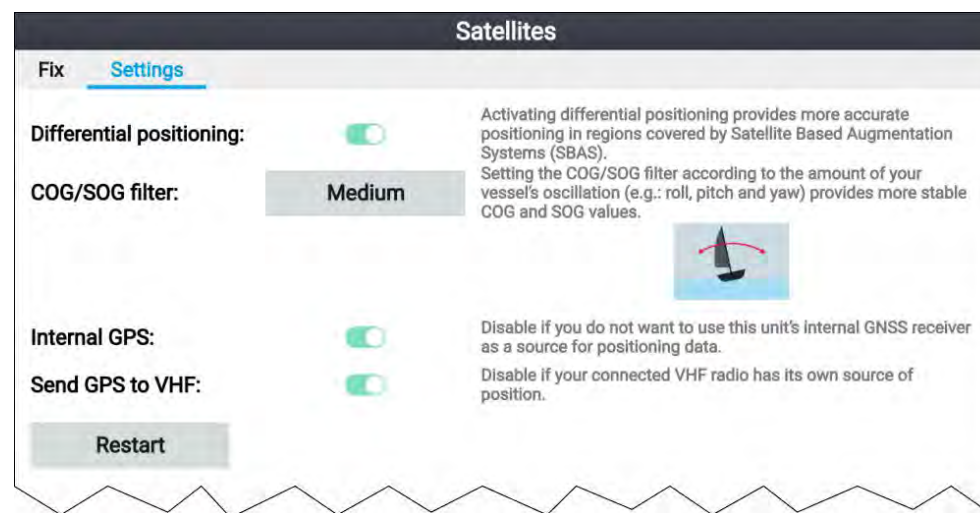 Satellites
Fix Settings
Differential positioning:
Activating differential positioning provides more accurate
positioning in regions covered by Satellite Based Augmentation
Systems (SBAS).
COG/SOG filter:
Medium
Setting the COG/SOG filter according to the amount of your
vessel's oscillation (e.g.: roll, pitch and yaw) provides more stable
COG and SOG values.
Internal GPS:
Disable if you do not want to use this unit's internal GNSS receiver
as a source for positioning data.
Send GPS to VHF:
Disable if your connected VHF radio has its own source of
position.
Restart